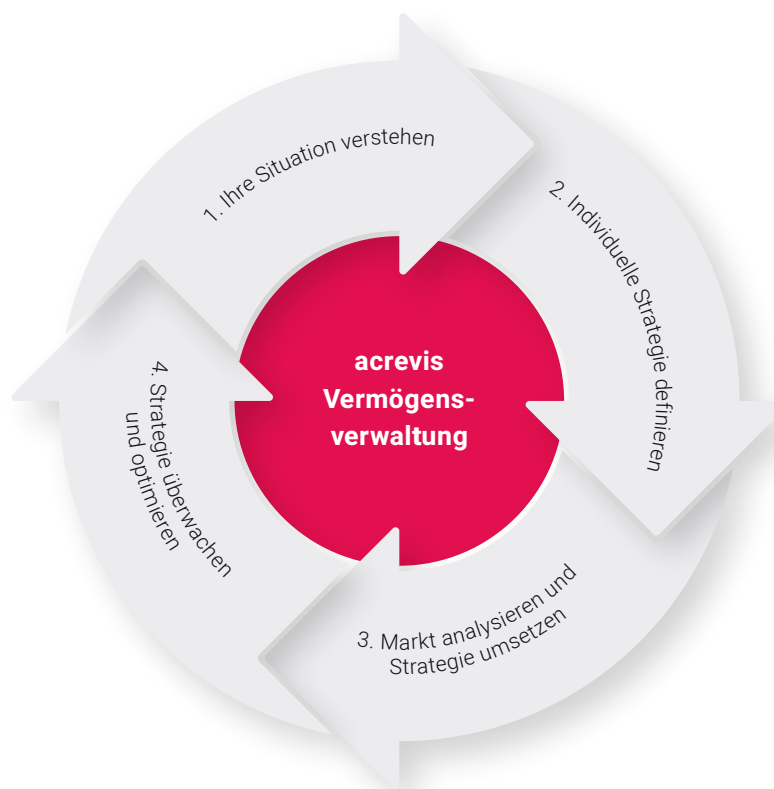 1. Ihre Situation verstehen
2. Individuelle Strategie definieren
3. Markt analysieren und
Strategie umsetzen
4. Strategie überwachen
und optimieren
acrevis
Vermögens-
verwaltung